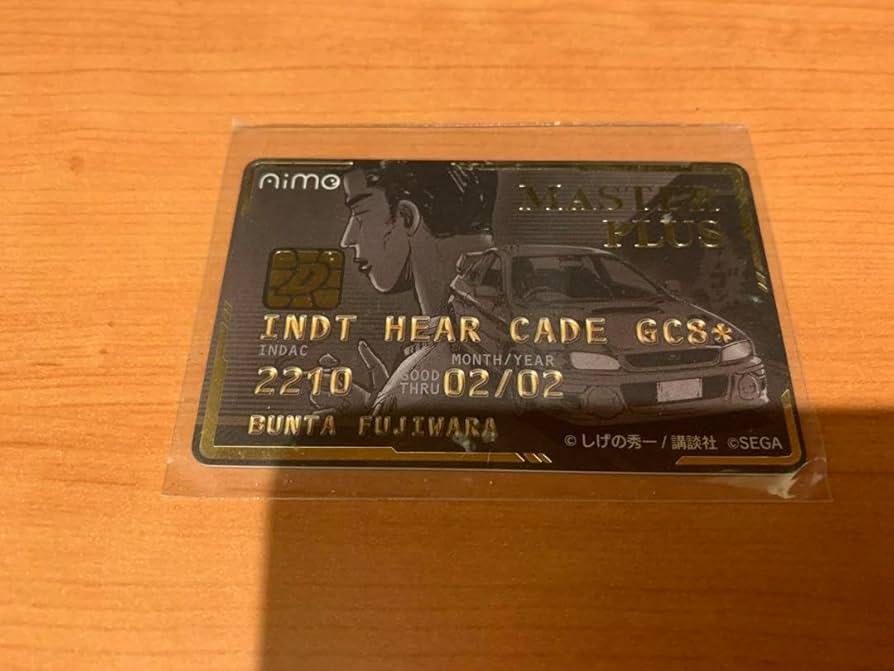 Aime
MASTER
PLUS
D
INDT HEAR CADE GC8*
INDAC
MONTH/YEAR
2210
GOOD
THRU
02/02
BUNTA FUJIWARA
© しげの秀一 / 講談社 ©SEGA